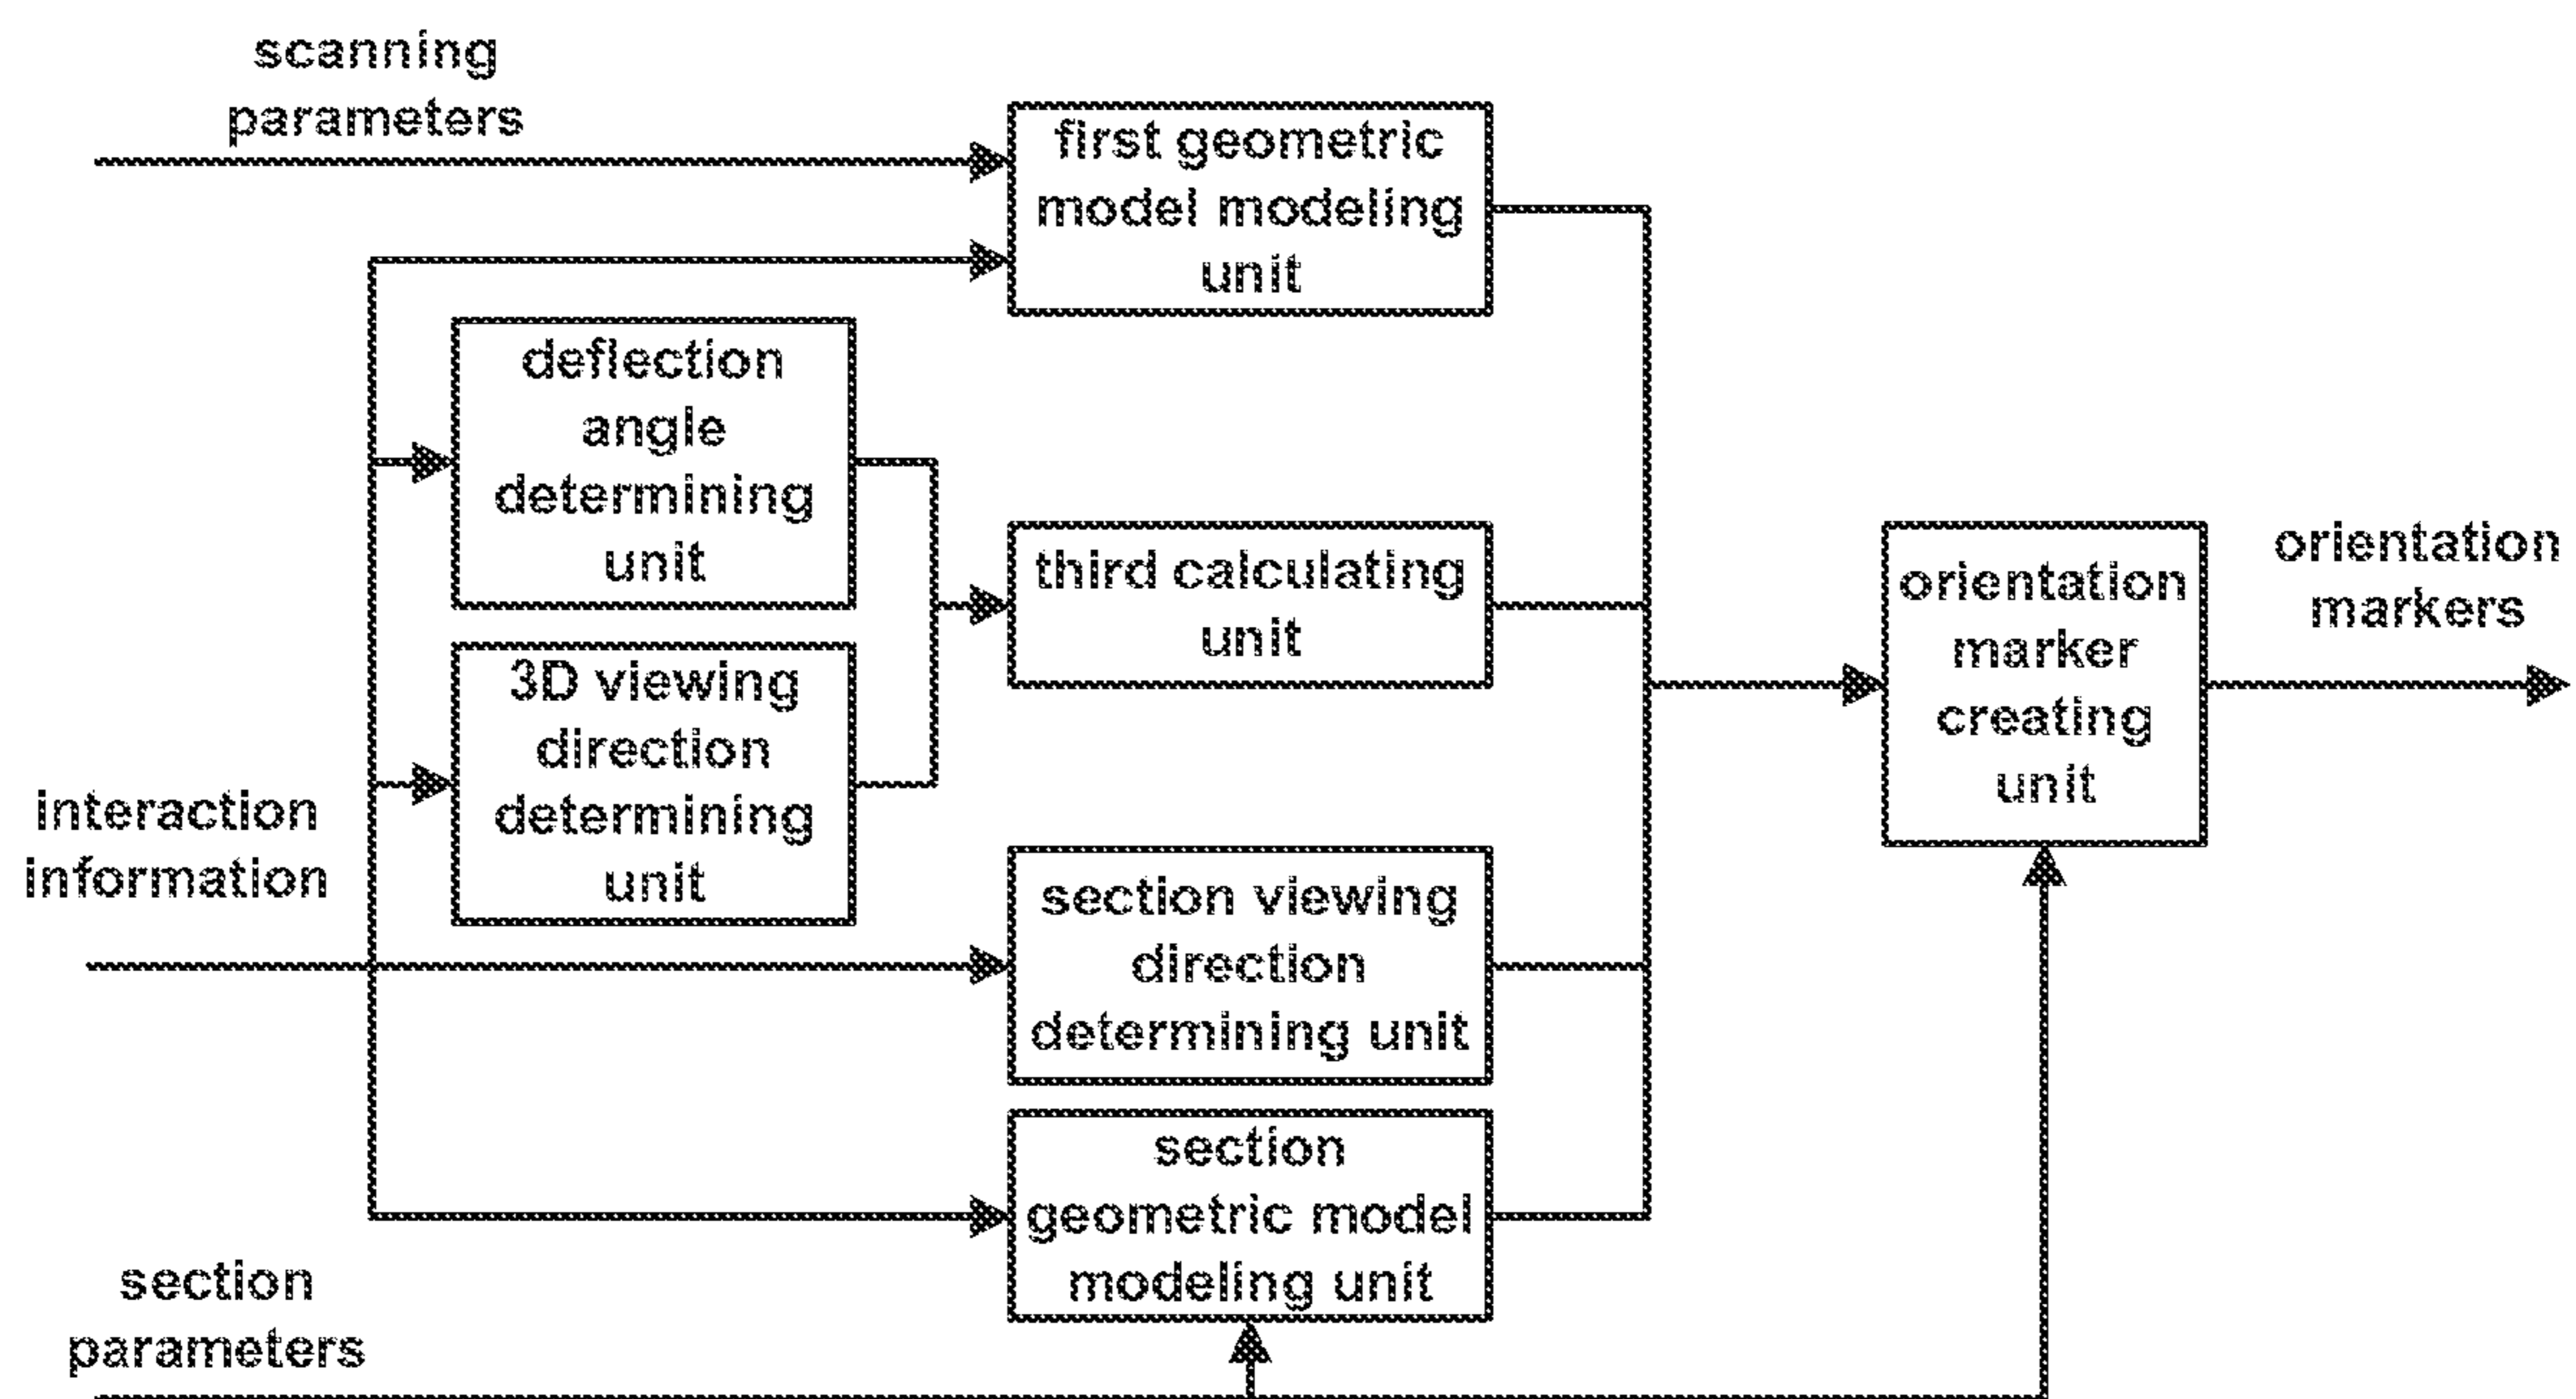 scanning
parameters
first geometric
model modeling
unit
deflection
angle
determining
unit
third calculating
unit
3D viewing
direction
determining
unit
interaction
information
section viewing
direction
determining unit
section
geometric model
modeling unit
section
parameters
orientation
marker
creating
unit
orientation
markers